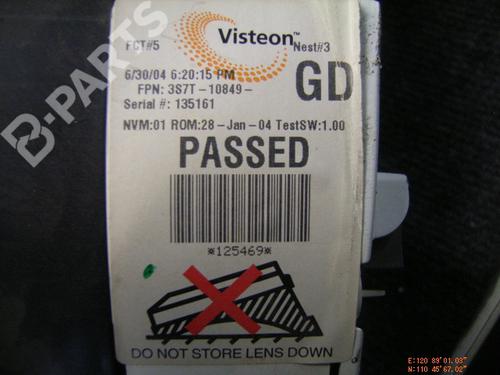 Visteon™
FCT#5 Nest#3
6/30/04 6:20:15 PM
FPN: 3S7T-10849-
GD
Serial #: 135161
NVM:01 ROM:28-Jan-04 TestSW:1.00
PASSED
*125469*
DO NOT STORE LENS DOWN
B-PARTS
E:120 89'01.03"
N:110 45'67.02"